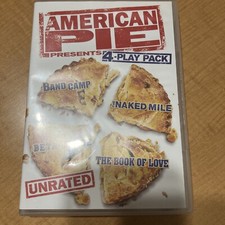 AMERICAN
PIE
PRESENTS
4-PLAY PACK
BAND CAMP
NAKED MILE
BETA
THE BOOK OF LOVE
UNRATED